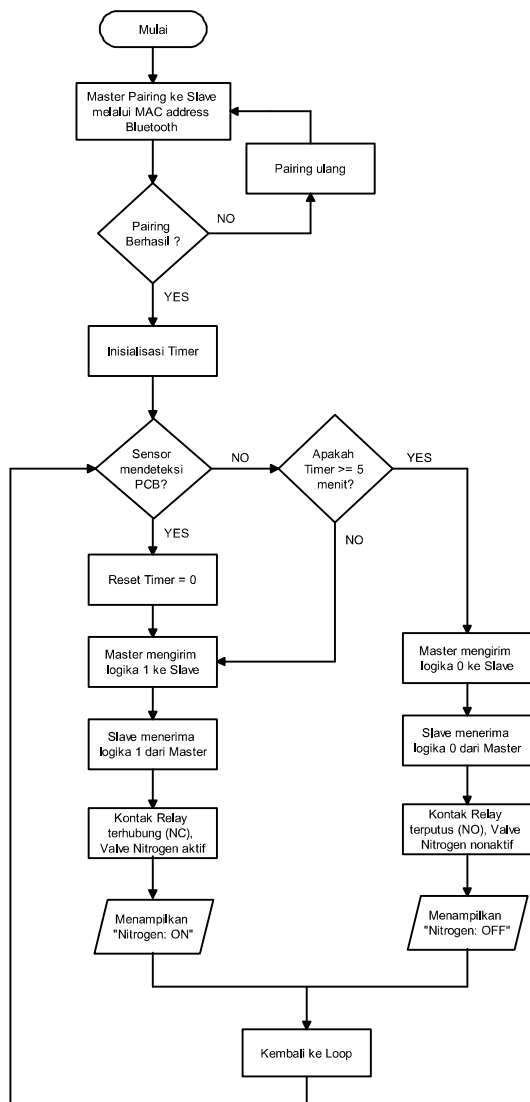 Mulai
Master Pairing ke Slave
melalui MAC address
Bluetooth
Pairing ulang
Pairing
Berhasil ?
NO
YES
Inisialisasi Timer
Sensor
mendeteksi
PCB?
NO
Apakah
Timer >= 5
menit?
YES
YES
NO
Reset Timer = 0
Master mengirim
logika 1 ke Slave
Master mengirim
logika 0 ke Slave
Slave menerima
logika 1 dari Master
Slave menerima
logika 0 dari Master
Kontak Relay
terhubung (NC),
Valve Nitrogen aktif
Kontak Relay
terputus (NO), Valve
Nitrogen nonaktif
Menampilkan
"Nitrogen: ON"
Menampilkan
"Nitrogen: OFF"
Kembali ke Loop